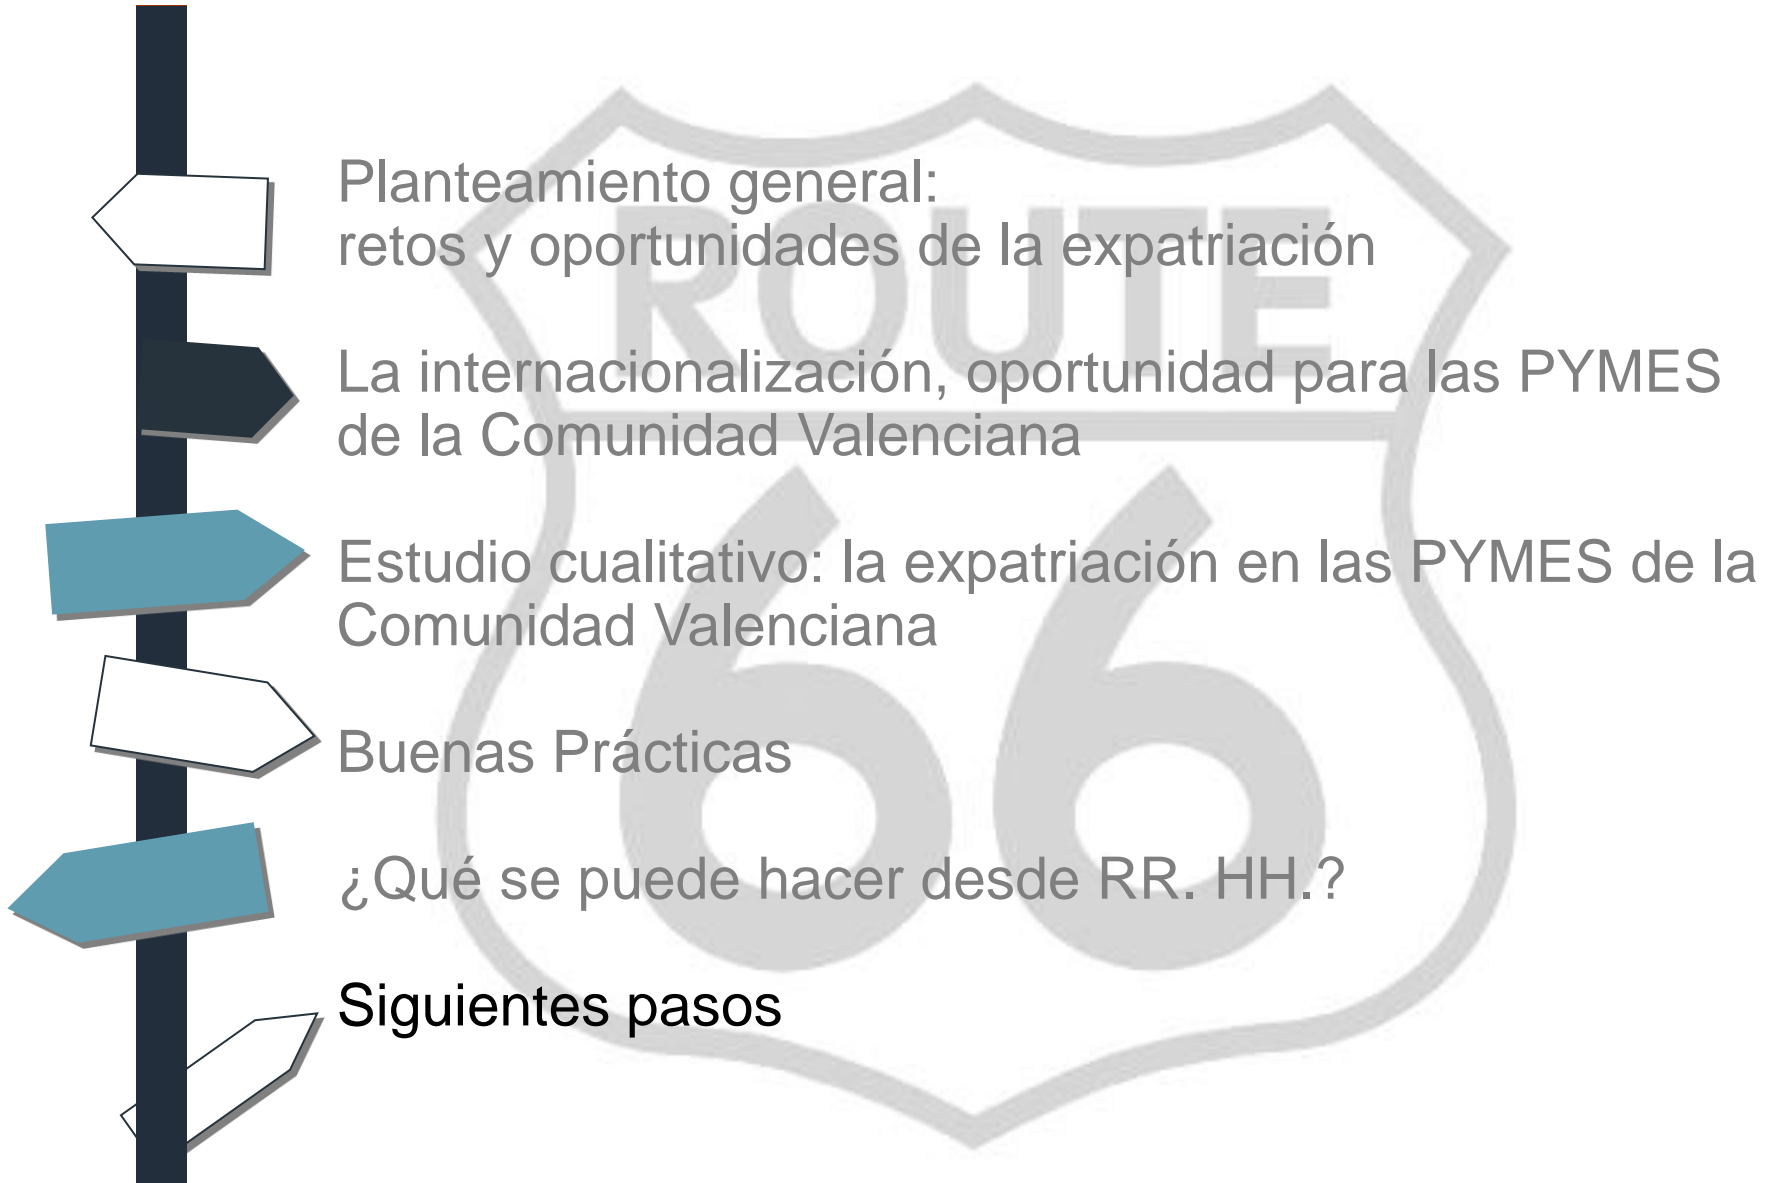 ROUTE
66
Planteamiento general:
retos y oportunidades de la expatriación
La internacionalización, oportunidad para las PYMES
de la Comunidad Valenciana
Estudio cualitativo: la expatriación en las PYMES de la
Comunidad Valenciana
Buenas Prácticas
¿Qué se puede hacer desde RR. HH.?
Siguientes pasos